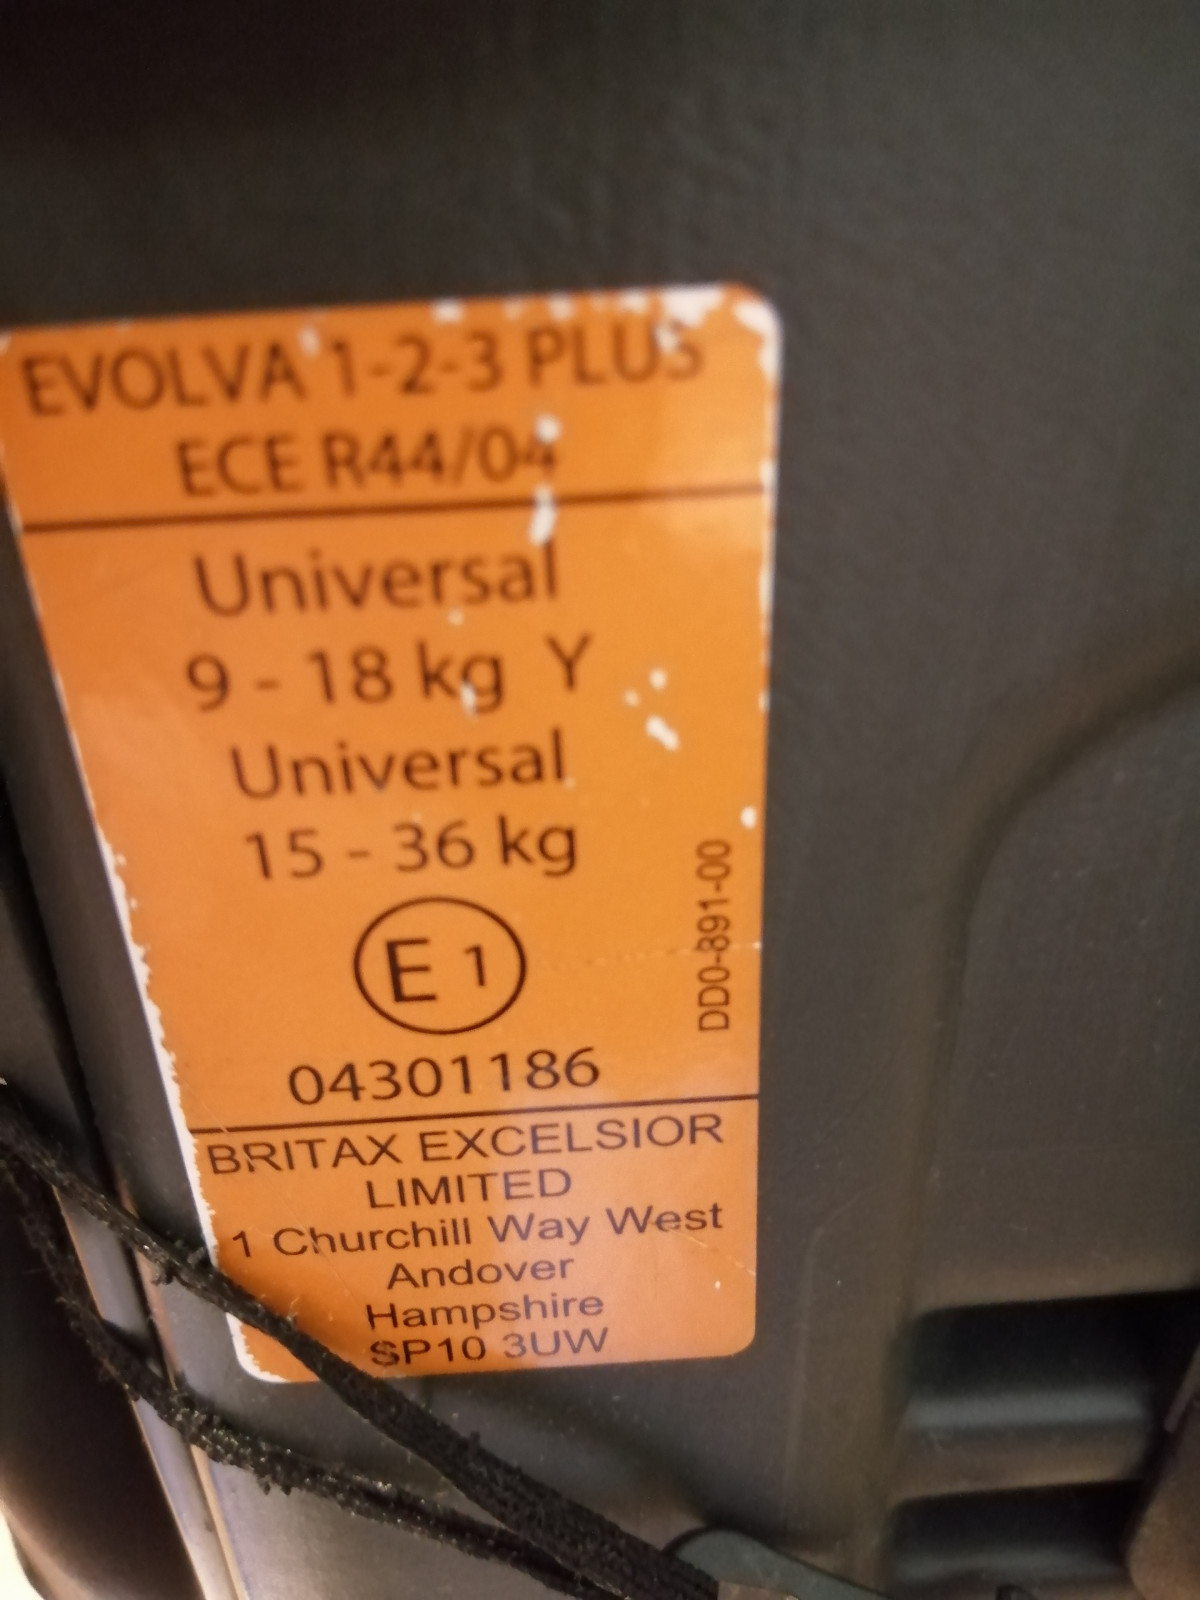 EVOLVA 1-2-3 PLUS
ECE R44/04
Universal
9 - 18 kg Y
Universal
15 - 36 kg
E 1
04301186
DD0-891-00
BRITAX EXCELSIOR
LIMITED
1 Churchill Way West
Andover
Hampshire
SP10 3UW